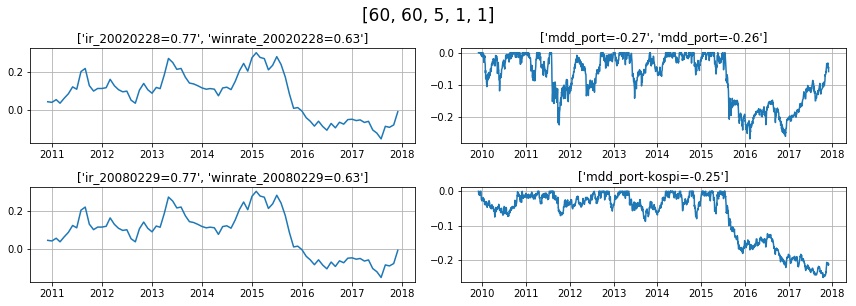 [60, 60, 5, 1, 1]
['ir_20020228=0.77', 'winrate_20020228=0.63']
0.2
0.0
2011 2012 2013 2014 2015 2016 2017 2018
['mdd_port=-0.27', 'mdd_port=-0.26']
0.0
−0.1
−0.2
2010 2011 2012 2013 2014 2015 2016 2017 2018
['ir_20080229=0.77', 'winrate_20080229=0.63']
0.2
0.0
2011 2012 2013 2014 2015 2016 2017 2018
['mdd_port-kospi=-0.25']
0.0
−0.1
−0.2
2010 2011 2012 2013 2014 2015 2016 2017 2018